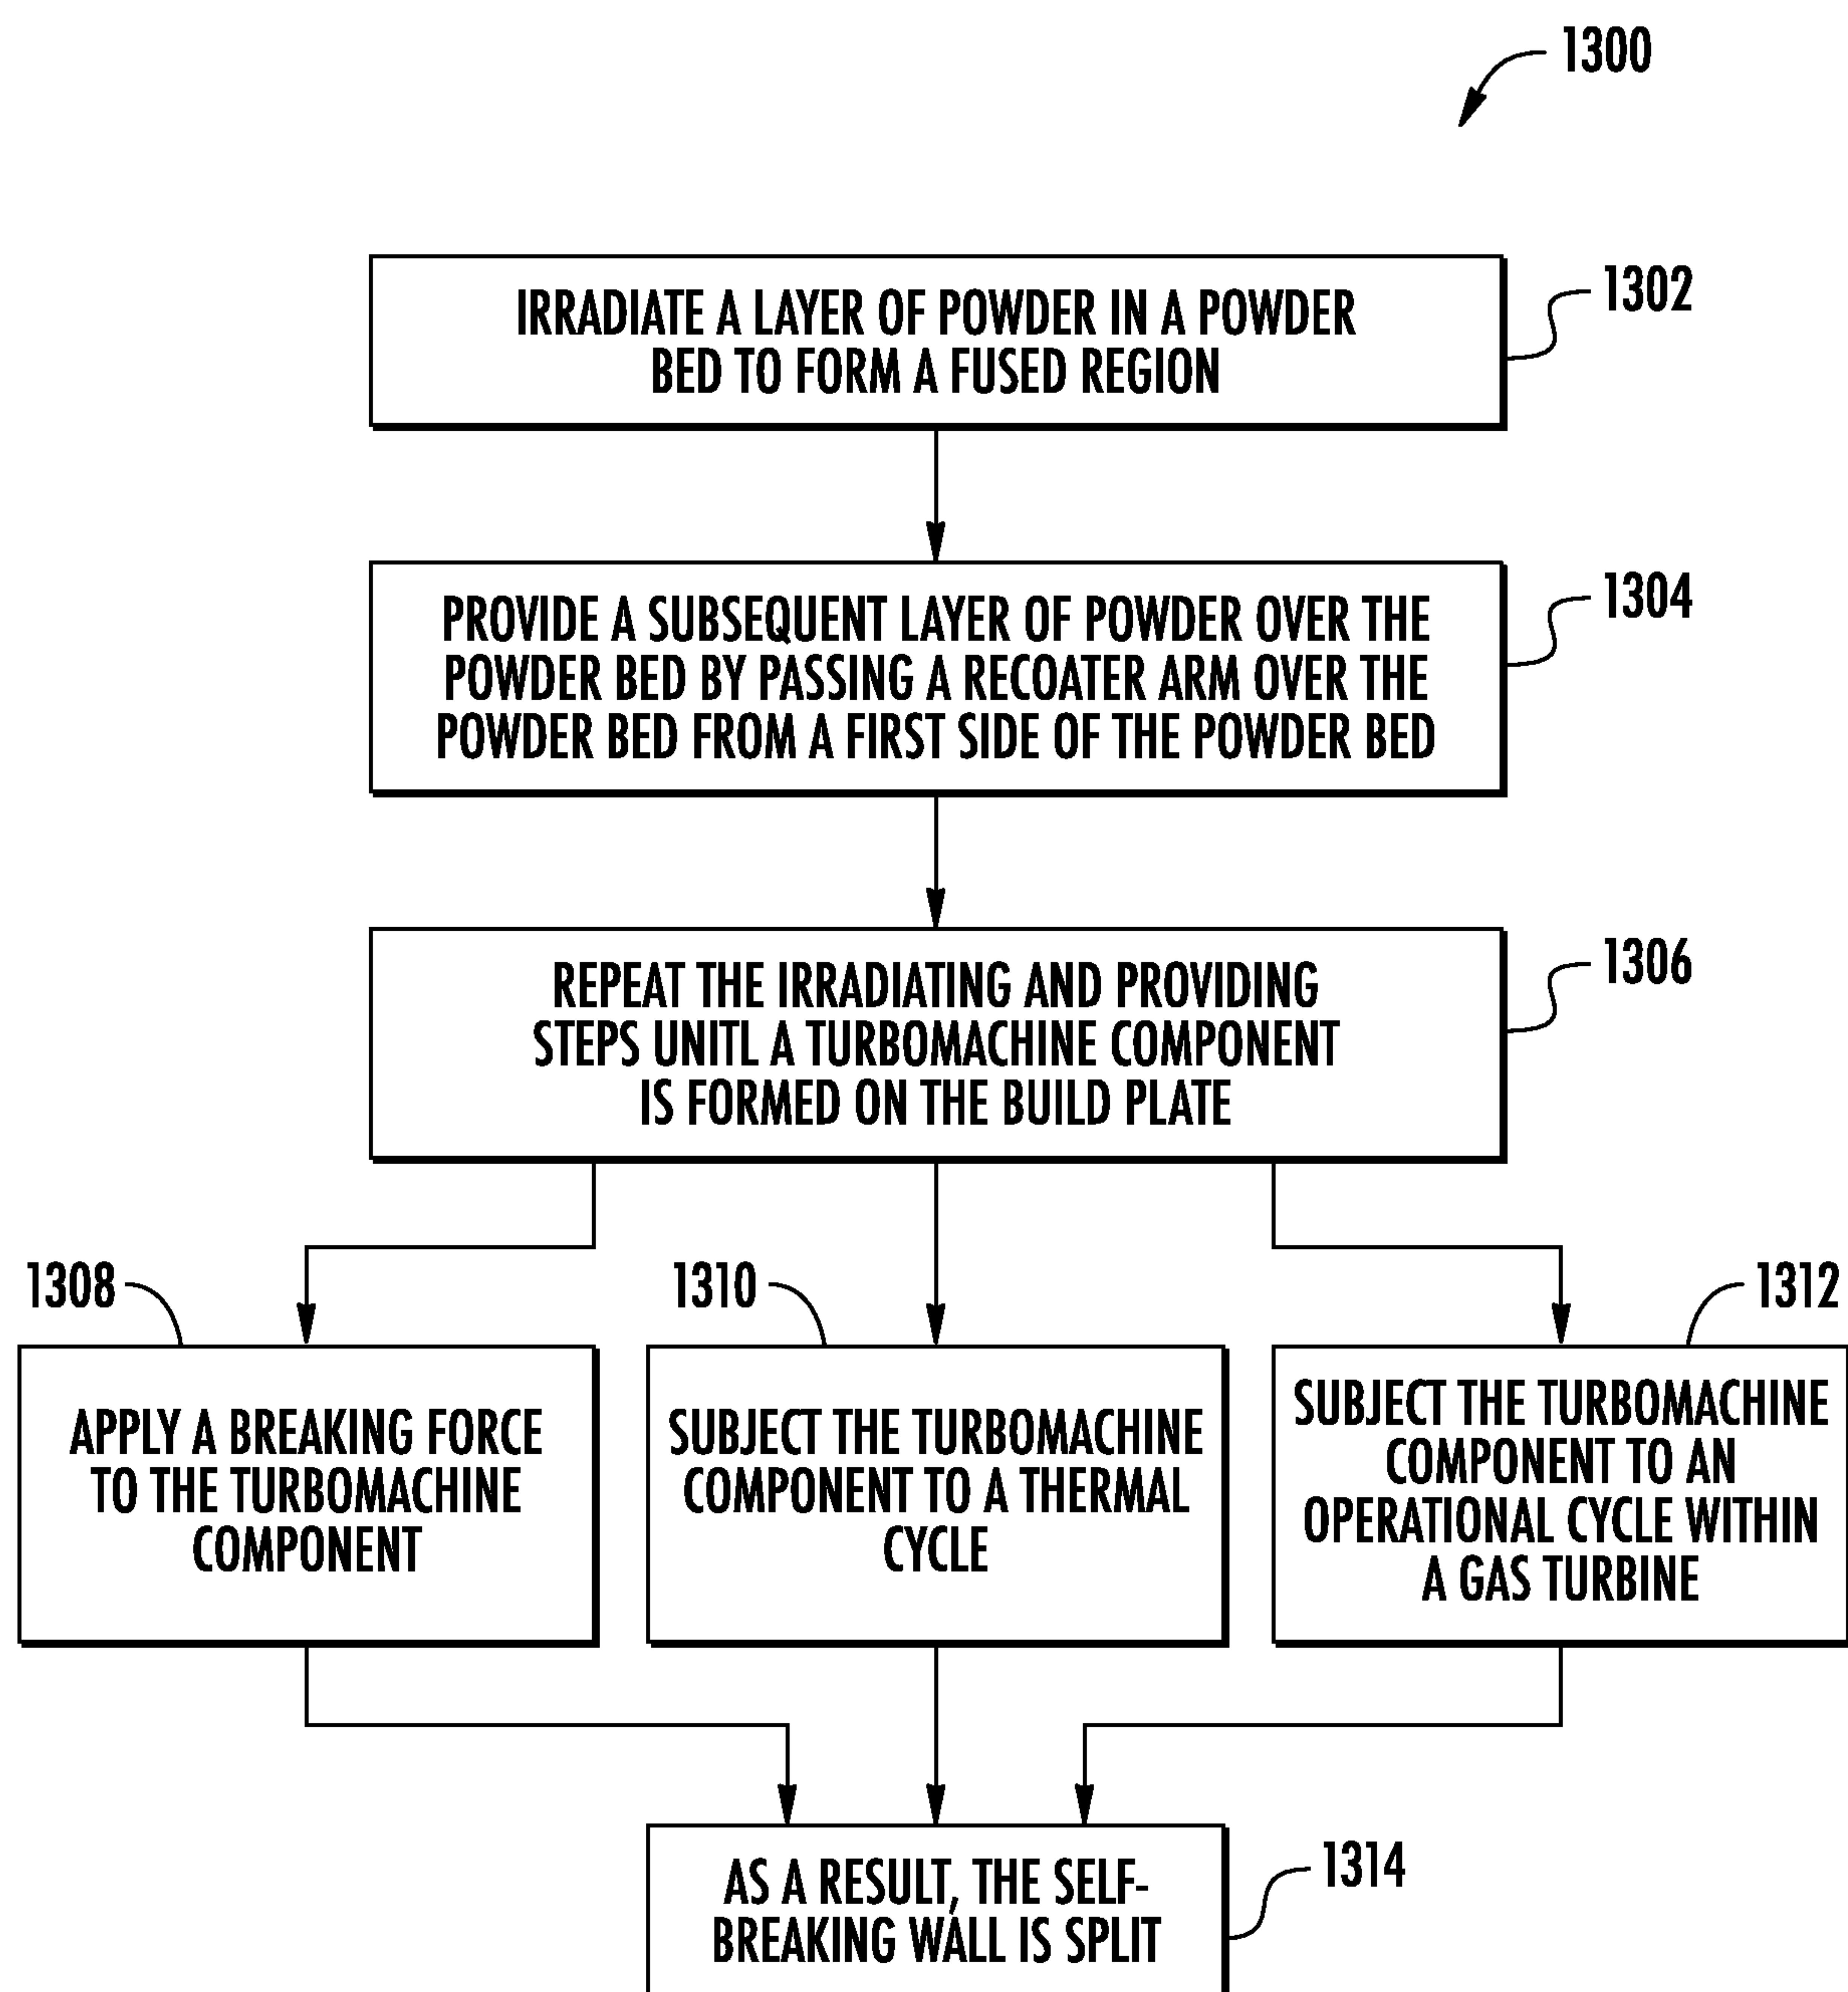 1300
IRRADIATE A LAYER OF POWDER IN A POWDER
BED TO FORM A FUSED REGION
1302
PROVIDE A SUBSEQUENT LAYER OF POWDER OVER THE
POWDER BED BY PASSING A RECOATER ARM OVER THE
POWDER BED FROM A FIRST SIDE OF THE POWDER BED
1304
REPEAT THE IRRADIATING AND PROVIDING
STEPS UNITL A TURBOMACHINE COMPONENT
IS FORMED ON THE BUILD PLATE
1306
1308
APPLY A BREAKING FORCE
TO THE TURBOMACHINE
COMPONENT
1310
SUBJECT THE TURBOMACHINE
COMPONENT TO A THERMAL
CYCLE
1312
SUBJECT THE TURBOMACHINE
COMPONENT TO AN
OPERATIONAL CYCLE WITHIN
A GAS TURBINE
AS A RESULT, THE SELF-
BREAKING WALL IS SPLIT
1314